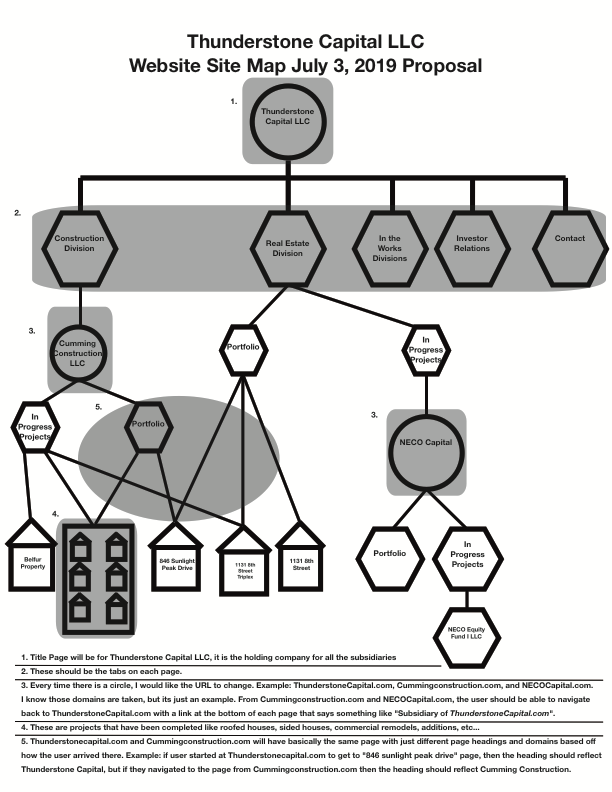 Thunderstone Capital LLC
Website Site Map July 3, 2019 Proposal
1.
Thunderstone
Capital LLC
2.
Construction
Division
Real Estate
Division
In the
Works
Divisions
Investor
Relations
Contact
3.
Cumming
Construction
LLC
Portfolio
In
Progress
Projects
In
Progress
Projects
5.
Portfolio
3.
NECO Capital
4.
Belfur
Property
846 Sunlight
Peak Drive
1131 8th
Street
Triplex
1131 8th
Street
Portfolio
In
Progress
Projects
NECO Equity
Fund I LLC
1. Title Page will be for Thunderstone Capital LLC, it is the holding company for all the subsidiaries
2. These should be the tabs on each page.
3. Every time there is a circle, I would like the URL to change. Example: ThunderstoneCapital.com, Cummingconstruction.com, and NECOCapital.com.
I know those domains are taken, but its just an example. From Cummingconstruction.com and NECOCapital.com, the user should be able to navigate
back to ThunderstoneCapital.com with a link at the bottom of each page that says something like "Subsidiary of ThunderstoneCapital.com".
4. These are projects that have been completed like roofed houses, sided houses, commercial remodels, additions, etc...
5. Thunderstonecapital.com and Cummingconstruction.com will have basically the same page with just different page headings and domains based off
how the user arrived there. Example: if user started at Thunderstonecapital.com to get to "846 sunlight peak drive" page, then the heading should reflect
Thunderstone Capital, but if they navigated to the page from Cummingconstruction.com then the heading should reflect Cumming Construction.